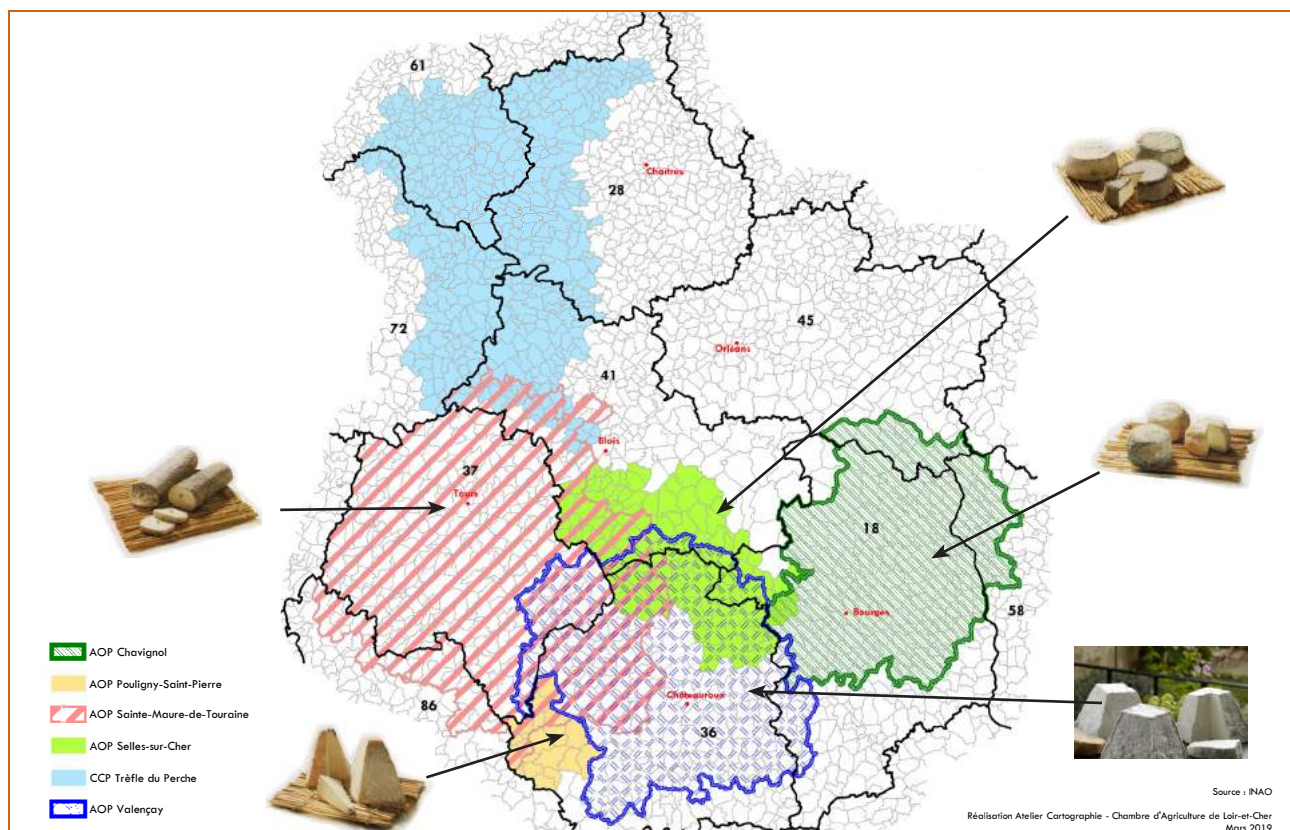 61
Chartres
28
72
45
Orléans
41
Blois
37
Tours
18
Bourges
58
Châteauroux
86
36
AOP Chavignol
AOP Pouligny-Saint-Pierre
AOP Sainte-Maure-de-Touraine
AOP Selles-sur-Cher
CCP Trèfle du Perche
AOP Valençay
Source : INAO
Réalisation Atelier Cartographie - Chambre d'Agriculture de Loir-et-Cher
Mars 2019